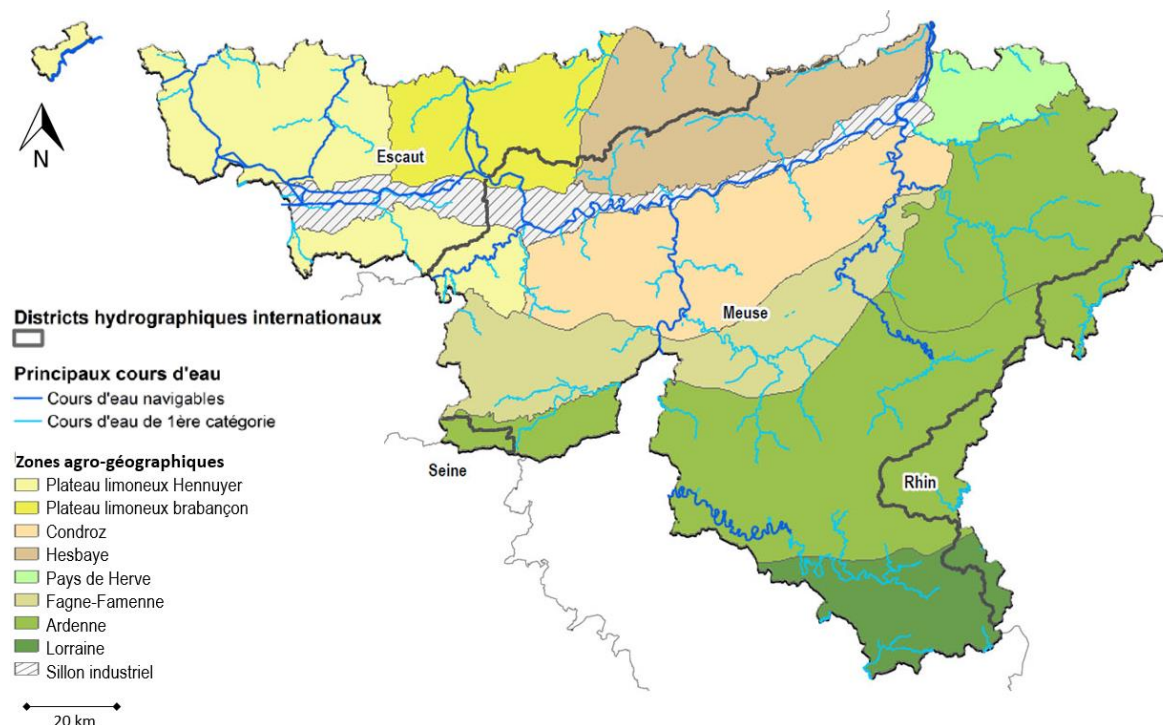 Escaut
Meuse
Seine
Rhin
N
Districts hydrographiques internationaux
Principaux cours d'eau
Cours d'eau navigables
Cours d'eau de 1ère catégorie
Zones agro-géographiques
Plateau limoneux Hennuyer
Plateau limoneux brabançon
Condroz
Hesbaye
Pays de Herve
Fagne-Famenne
Ardenne
Lorraine
Sillon industriel
20 km